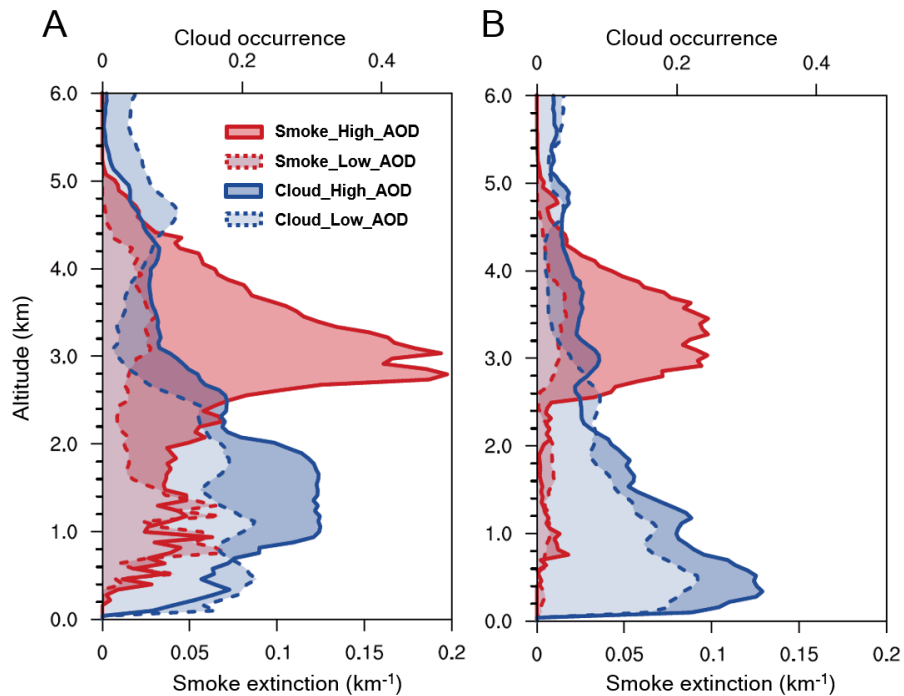 A
Cloud occurrence
0 0.2 0.4
6.0
5.0
4.0
3.0
2.0
1.0
0.0
Altitude (km)
Smoke_High_AOD
Smoke_Low_AOD
Cloud_High_AOD
Cloud_Low_AOD
0 0.05 0.1 0.15 0.2
Smoke extinction (km⁻¹)
B
Cloud occurrence
0 0.2 0.4
6.0
5.0
4.0
3.0
2.0
1.0
0.0
0 0.05 0.1 0.15 0.2
Smoke extinction (km⁻¹)